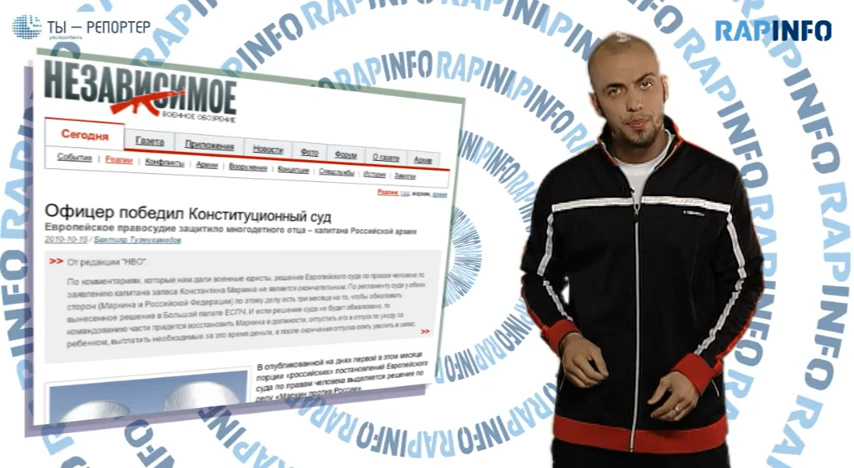 ТЫ — РЕПОРТЕР
RAPINFO
НЕЗАВИСИМОЕ
ВОЕННОЕ ОБОЗРЕНИЕ
Сегодня Газета Приложения Новости Фото Форум О газете Архив
События Реалии Конфликты Армии Вооружения Концепции Спецслужбы История Заметки
Офицер победил Конституционный суд
Европейское правосудие защитило многодетного отца – капитана Российской армии
2010-10-15 / Бахтияр Тузмухамедов
>> От редакции "НВО".
По комментариям, которые нам дали военные юристы, решение Европейского суда по правам человека по
заявлению капитана запаса Константина Маркина не является окончательным. По регламенту суда у обеих
сторон (Маркина и Российской Федерации) по этому делу есть три месяца на то, чтобы обжаловать
вынесенное решение в Большой палате ЕСПЧ. И если решение суда не будет обжаловано, то
командованию части придется восстановить Маркина в должности, отпустить его в отпуск по уходу за
ребенком, выплатить необходимые за это время деньги, а после окончания отпуска опять уволить в запас.
>>
В опубликованной на днях первой в этом месяце
порции «российских» постановлений Европейского
суда по правам человека выделяется решение по
делу «Маркин против России».